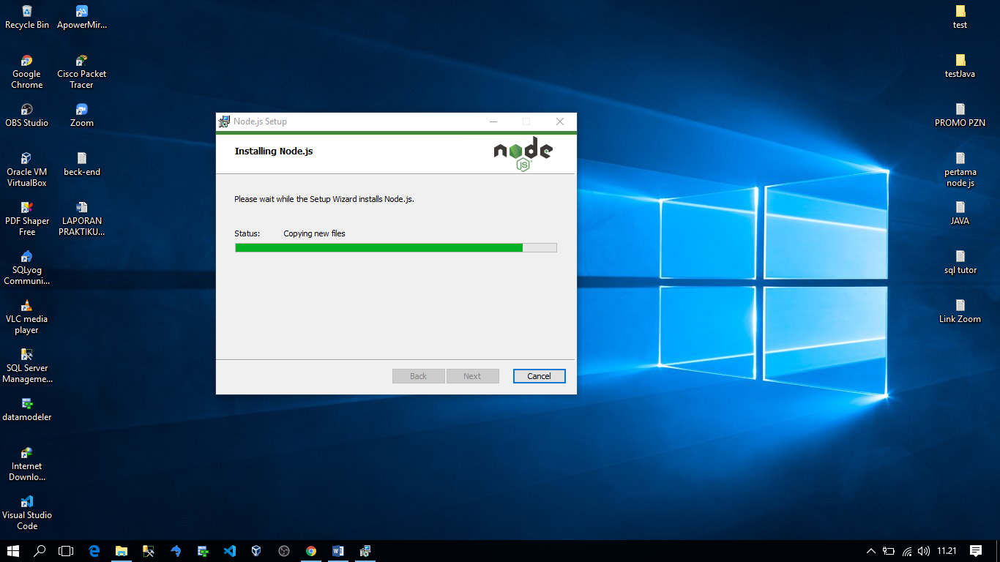 Recycle Bin
ApowerMir...
Google
Chrome
Cisco Packet
Tracer
OBS Studio
Zoom
Oracle VM
VirtualBox
beck-end
PDF Shaper
Free
LAPORAN
PRAKTIKU...
SQLyog
Communi...
VLC media
player
SQL Server
Manageme...
datamodeler
Internet
Downlo...
Visual Studio
Code
Node.js Setup
Installing Node.js
node
JS
Please wait while the Setup Wizard installs Node.js.
Status: Copying new files
Back Next Cancel
test
testJava
PROMO PZN
pertama
node js
JAVA
sql tutor
Link Zoom
11.21